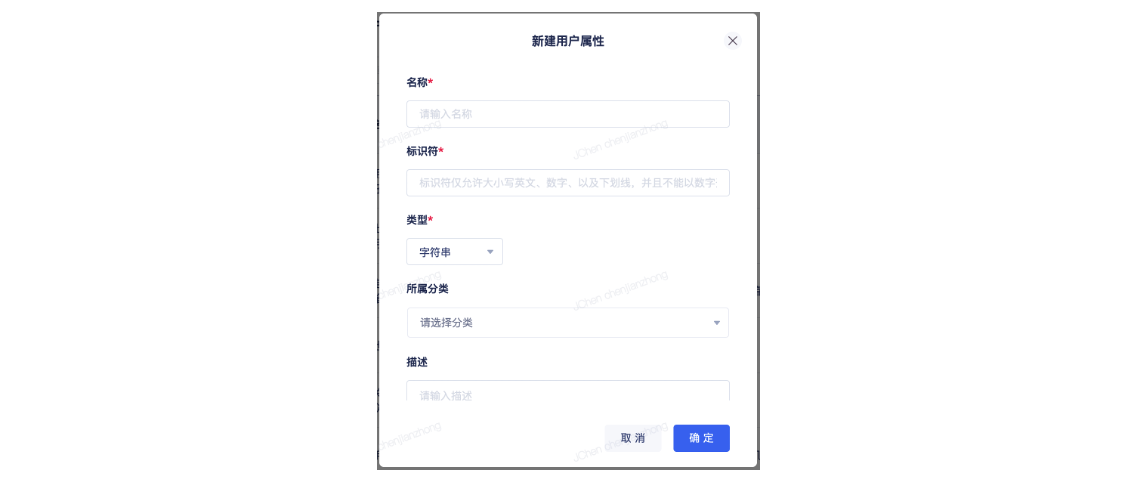 新建用户属性
名称*
请输入名称
chenjianzhong
JChen chenjianzhong
标识符*
标识符仅允许大小写英文、数字、以及下划线，并且不能以数字
类型*
字符串
chenjianzhong
JChen chenjianzhong
所属分类
请选择分类
描述
请输入描述
chenjianzhong
JChen chenjianzhong
取 消
确 定